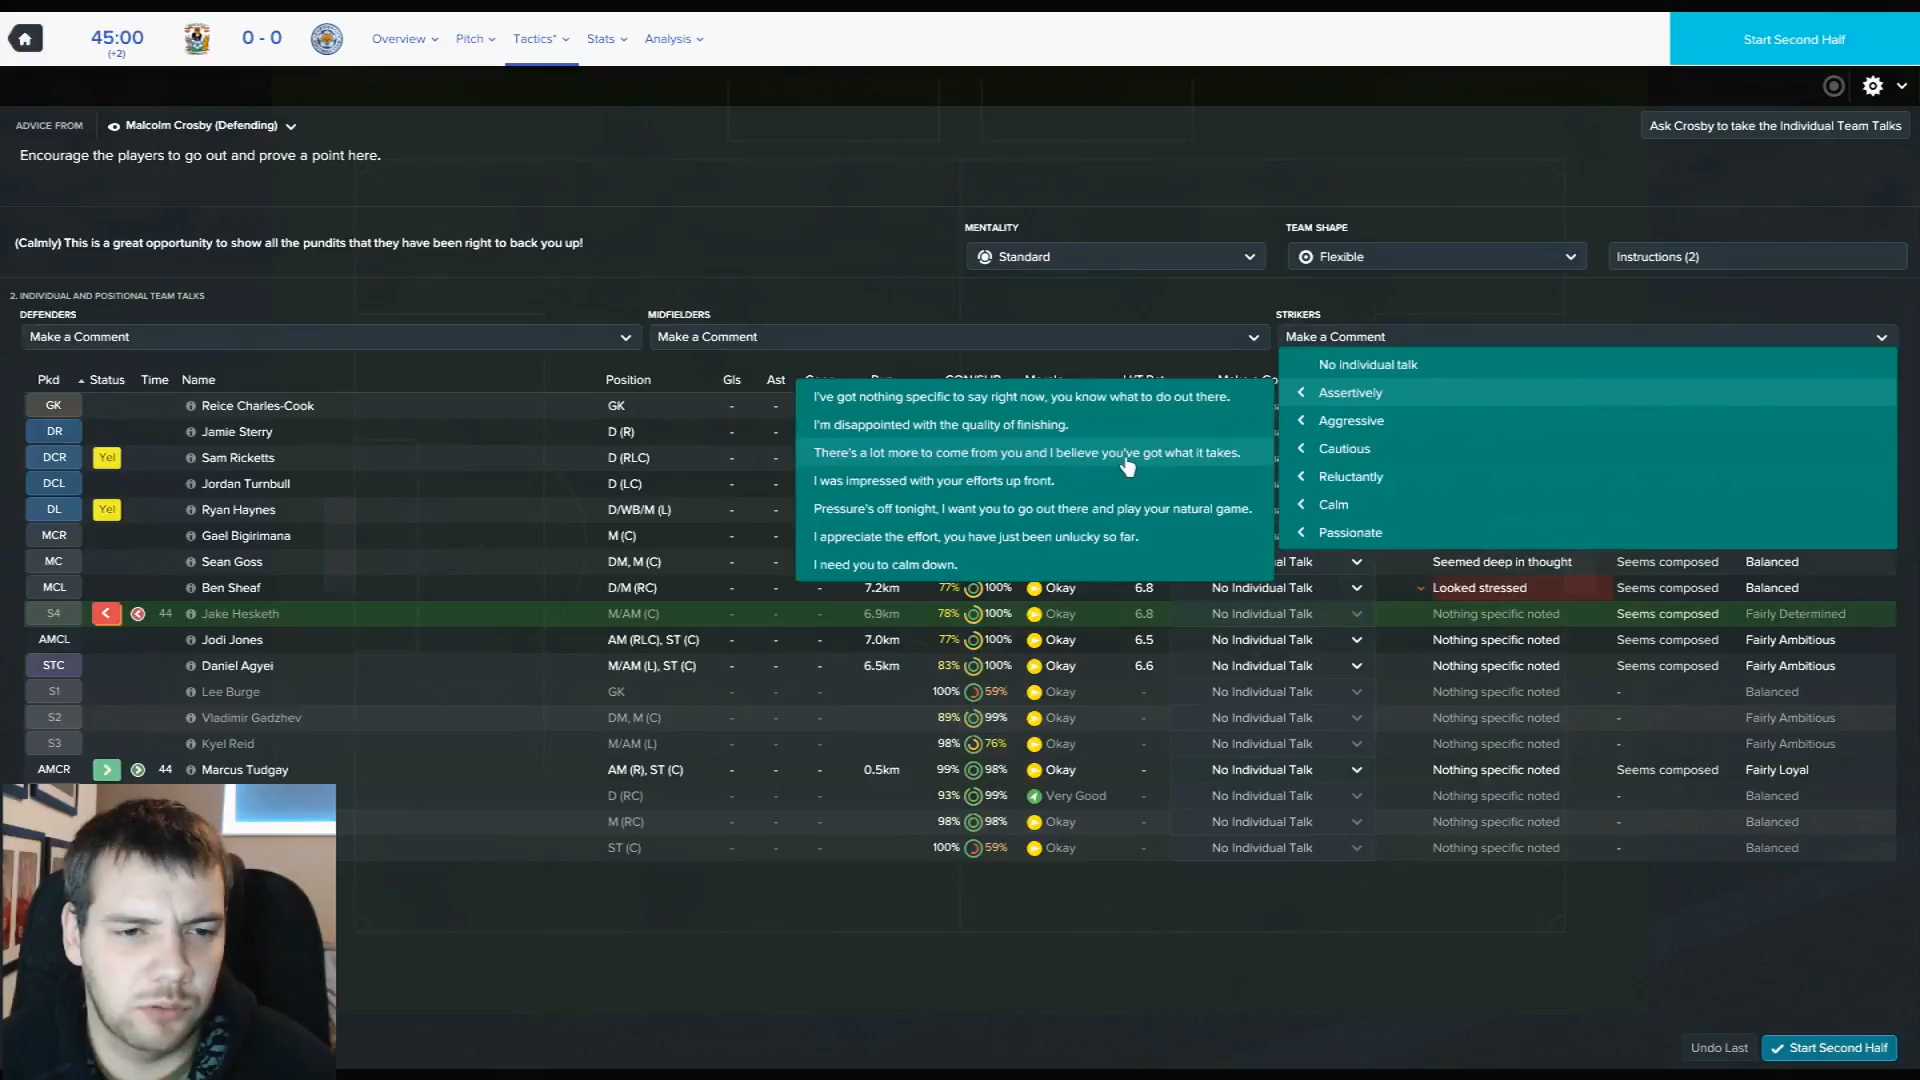 45:00
(+2)
0 - 0
Overview
Pitch
Tactics*
Stats
Analysis
Start Second Half
ADVICE FROM
Malcolm Crosby (Defending)
Ask Crosby to take the Individual Team Talks
Encourage the players to go out and prove a point here.
(Calmly) This is a great opportunity to show all the pundits that they have been right to back you up!
MENTALITY
Standard
TEAM SHAPE
Flexible
Instructions (2)
2. INDIVIDUAL AND POSITIONAL TEAM TALKS
DEFENDERS
MIDFIELDERS
STRIKERS
Make a Comment
Make a Comment
Make a Comment
No individual talk
Assertively
Aggressive
Cautious
Reluctantly
Calm
Passionate
I've got nothing specific to say right now, you know what to do out there.
I'm disappointed with the quality of finishing.
There's a lot more to come from you and I believe you've got what it takes.
I was impressed with your efforts up front.
Pressure's off tonight, I want you to go out there and play your natural game.
I appreciate the effort, you have just been unlucky so far.
I need you to calm down.
Pkd Status Time Name Position Gls Ast
GK Reice Charles-Cook GK - -
DR Jamie Sterry D (R) - -
DCR Yel Sam Ricketts D (RLC) - -
DCL Jordan Turnbull D (LC) - -
DL Yel Ryan Haynes D/WB/M (L) - -
MCR Gael Bigirimana M (C) - -
MC Sean Goss DM, M (C) - - Talk Seemed deep in thought Seems composed Balanced
MCL Ben Sheaf D/M (RC) - - - 7.2km 77% 100% Okay 6.8 No Individual Talk Looked stressed Seems composed Balanced
S4 44 Jake Hesketh M/AM (C) - - - 6.9km 78% 100% Okay 6.8 No Individual Talk Nothing specific noted Seems composed Fairly Determined
AMCL Jodi Jones AM (RLC), ST (C) - - - 7.0km 77% 100% Okay 6.5 No Individual Talk Nothing specific noted Seems composed Fairly Ambitious
STC Daniel Agyei M/AM (L), ST (C) - - - 6.5km 83% 100% Okay 6.6 No Individual Talk Nothing specific noted Seems composed Fairly Ambitious
S1 Lee Burge GK - - - 100% 59% Okay - No Individual Talk Nothing specific noted - Balanced
S2 Vladimir Gadzhev DM, M (C) - - - 89% 99% Okay - No Individual Talk Nothing specific noted - Fairly Ambitious
S3 Kyel Reid M/AM (L) - - - 98% 76% Okay - No Individual Talk Nothing specific noted - Fairly Ambitious
AMCR 44 Marcus Tudgay AM (R), ST (C) - - - 0.5km 99% 98% Okay - No Individual Talk Nothing specific noted Seems composed Fairly Loyal
D (RC) - - - 93% 99% Very Good - No Individual Talk Nothing specific noted - Balanced
M (RC) - - - 98% 98% Okay - No Individual Talk Nothing specific noted - Balanced
ST (C) - - - 100% 59% Okay - No Individual Talk Nothing specific noted - Balanced
Undo Last
Start Second Half